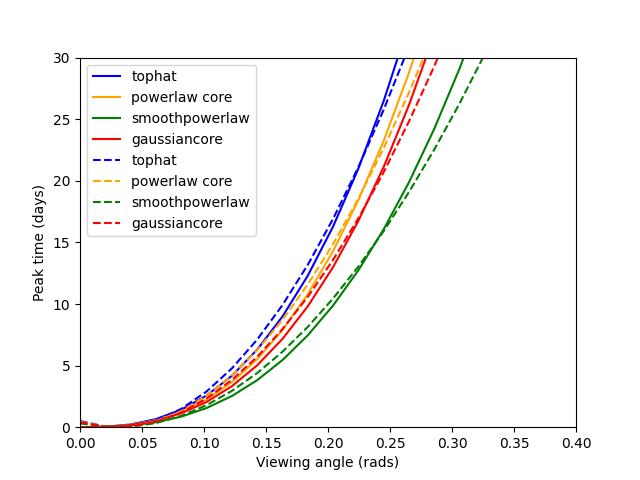 30
25
20
15
10
5
0
Peak time (days)
tophat
powerlaw core
smoothpowerlaw
gaussiancore
tophat
powerlaw core
smoothpowerlaw
gaussiancore
0.00 0.05 0.10 0.15 0.20 0.25 0.30 0.35 0.40
Viewing angle (rads)